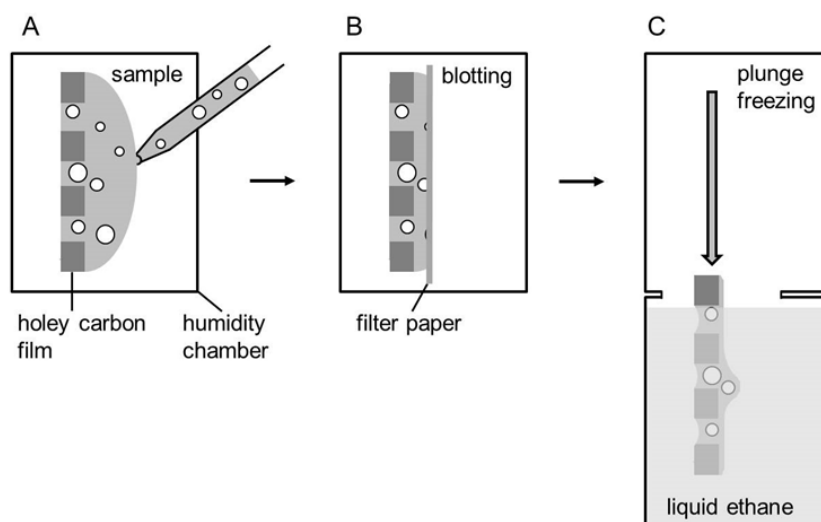 A
B
C
sample
blotting
plunge
freezing
holey carbon
film
humidity
chamber
filter paper
liquid ethane